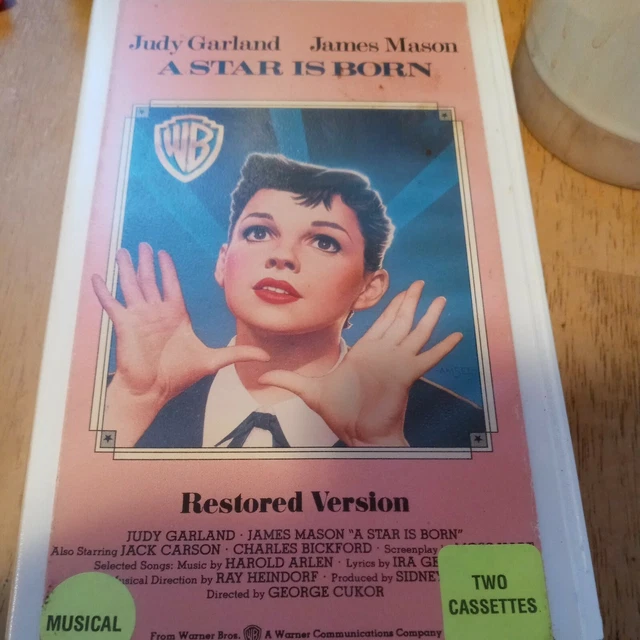 Judy Garland James Mason
A STAR IS BORN
WB
Restored Version
JUDY GARLAND · JAMES MASON "A STAR IS BORN"
Also Starring JACK CARSON · CHARLES BICKFORD · Screenplay
Selected Songs: Music by HAROLD ARLEN · Lyrics by IRA
Musical Direction by RAY HEINDORF · Produced by SIDNEY
Directed by GEORGE CUKOR
MUSICAL
TWO
CASSETTES
From Warner Bros. WB A Warner Communications Company